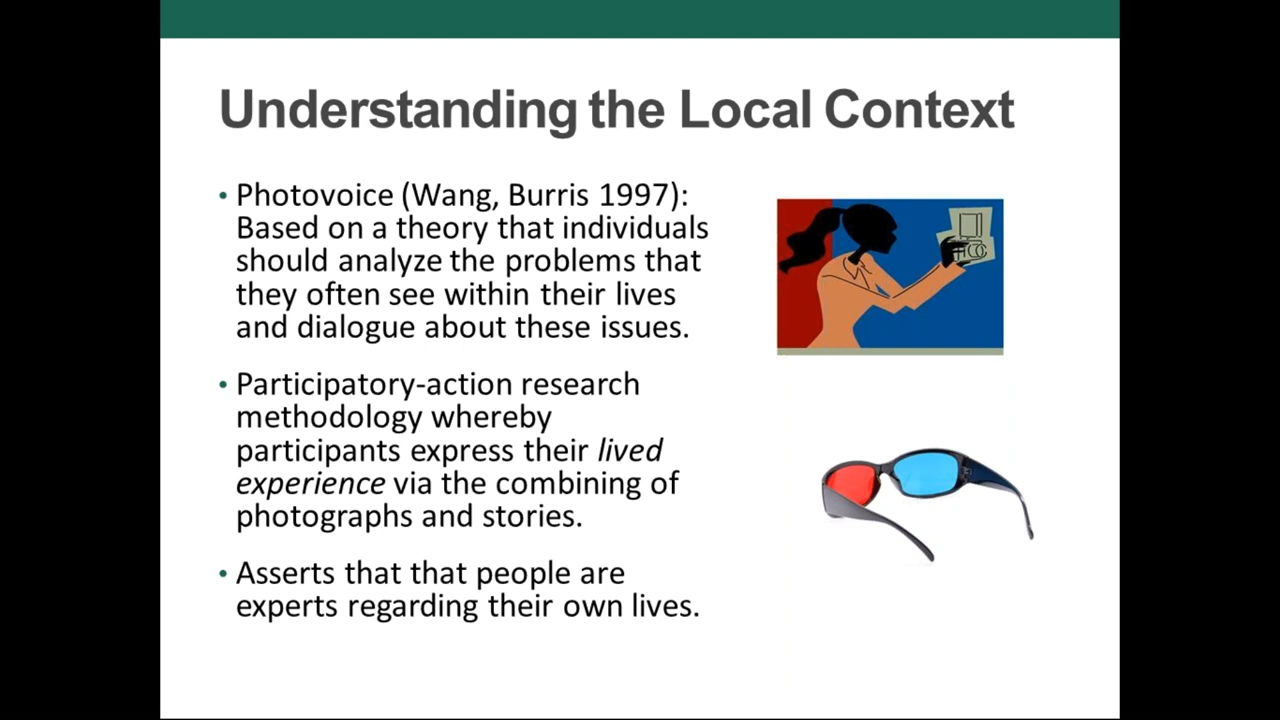 Understanding the Local Context
• Photovoice (Wang, Burris 1997):
Based on a theory that individuals
should analyze the problems that
they often see within their lives
and dialogue about these issues.
• Participatory-action research
methodology whereby
participants express their lived
experience via the combining of
photographs and stories.
• Asserts that that people are
experts regarding their own lives.